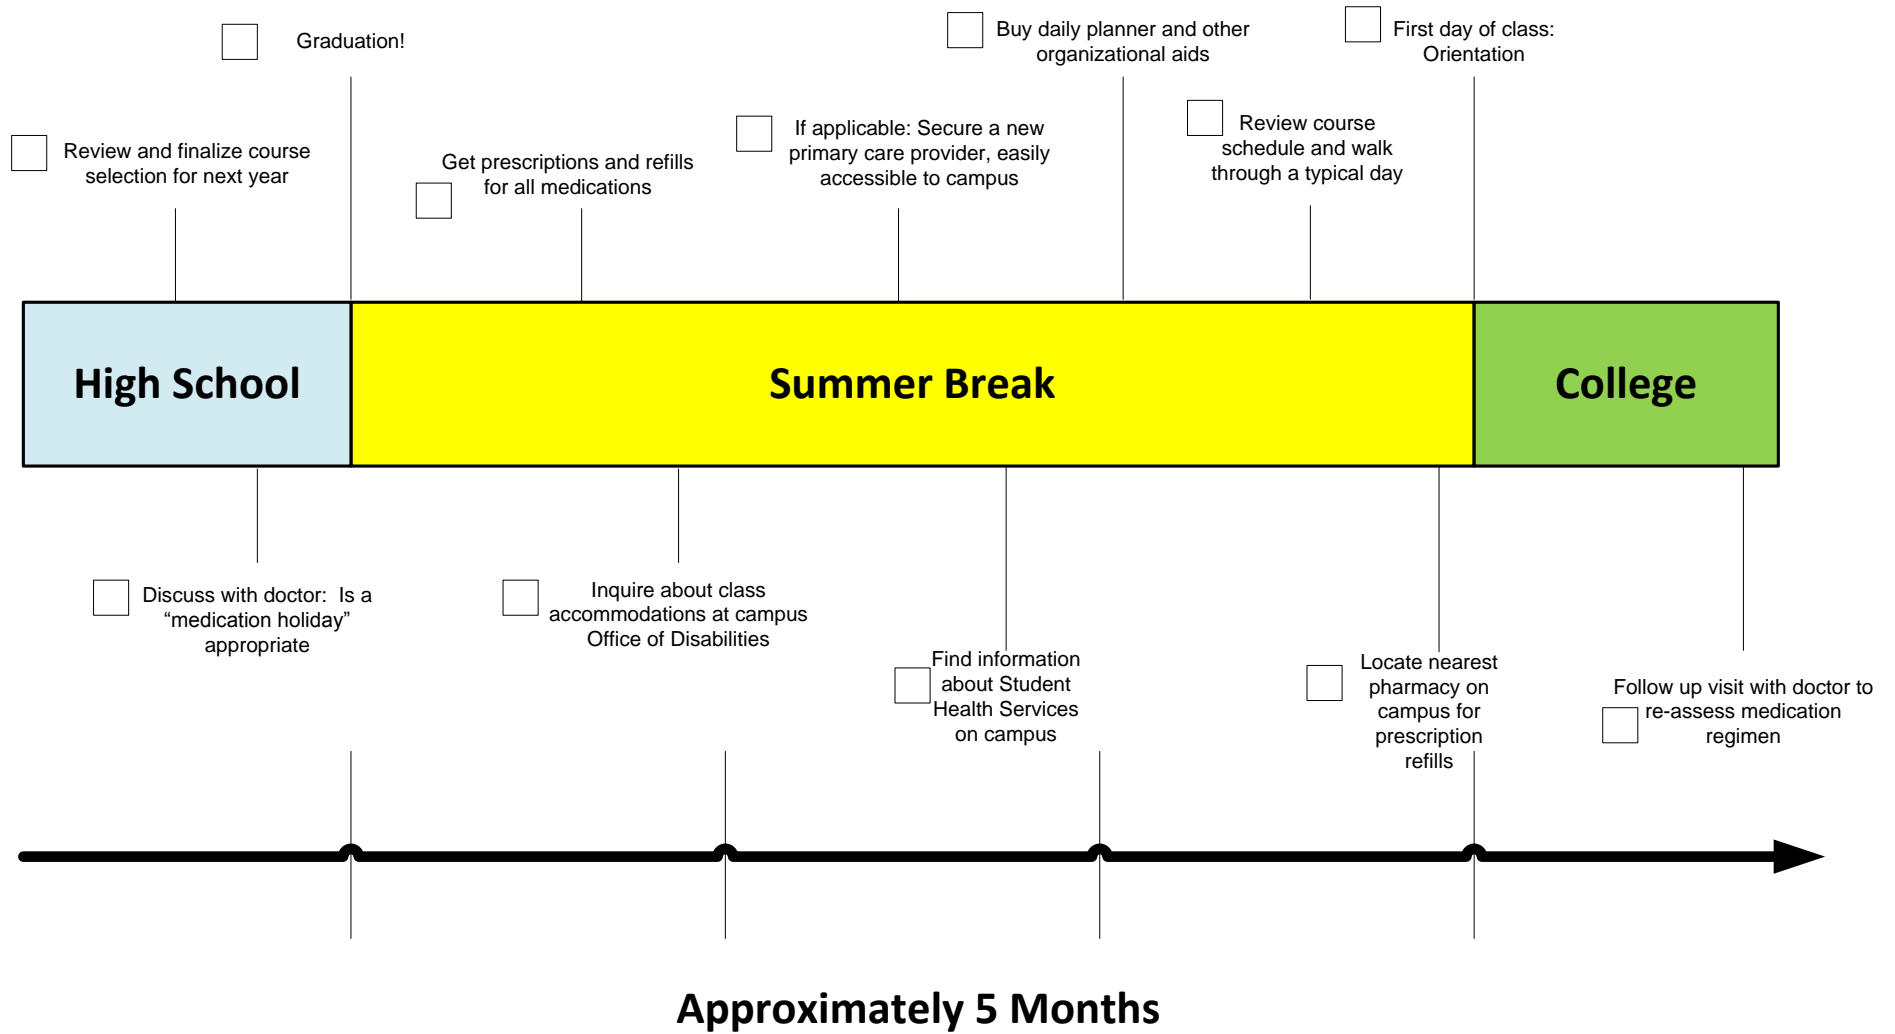 Graduation!
Buy daily planner and other
organizational aids
First day of class:
Orientation
Review and finalize course
selection for next year
Get prescriptions and refills
for all medications
If applicable: Secure a new
primary care provider, easily
accessible to campus
Review course
schedule and walk
through a typical day
High School
Summer Break
College
Discuss with doctor:  Is a
“medication holiday”
appropriate
Inquire about class
accommodations at campus
Office of Disabilities
Find information
about Student
Health Services
on campus
Locate nearest
pharmacy on
campus for
prescription
refills
Follow up visit with doctor to
re-assess medication
regimen
Approximately 5 Months